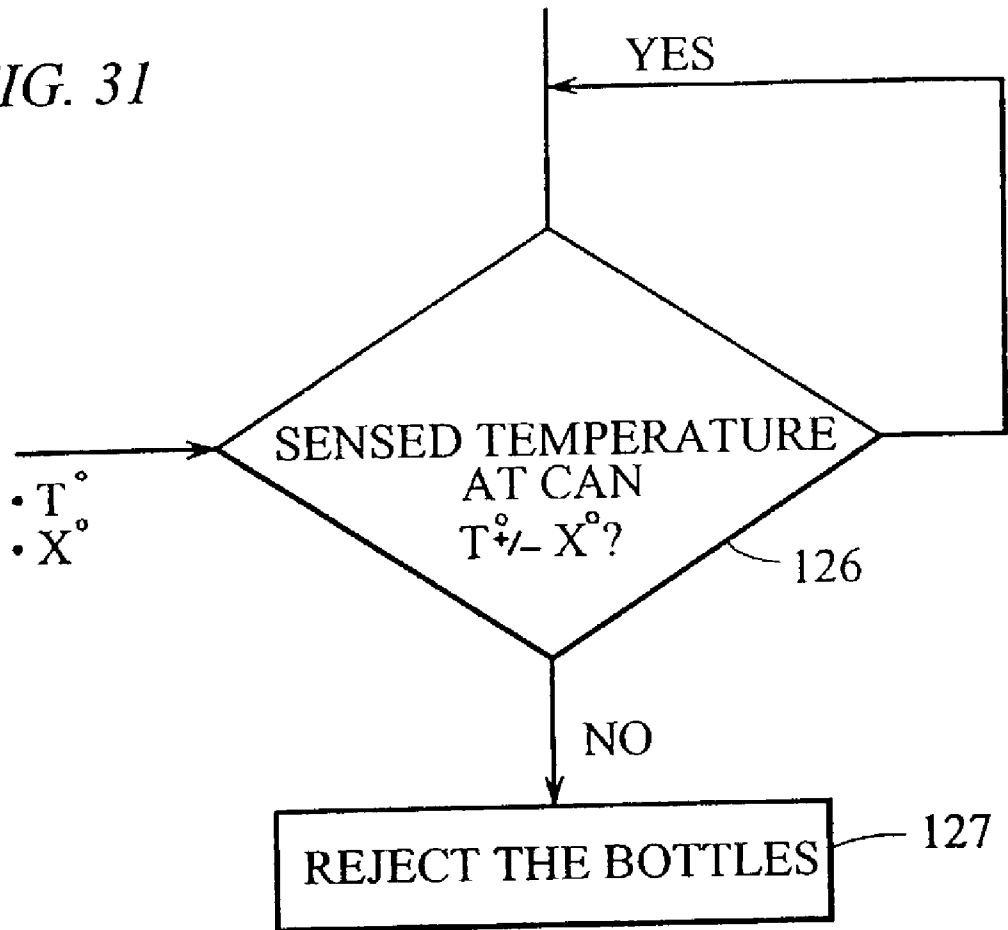 IG. 31
YES
SENSED TEMPERATURE
AT CAN
T°+/- X°?
• T°
• X°
126
NO
REJECT THE BOTTLES
127